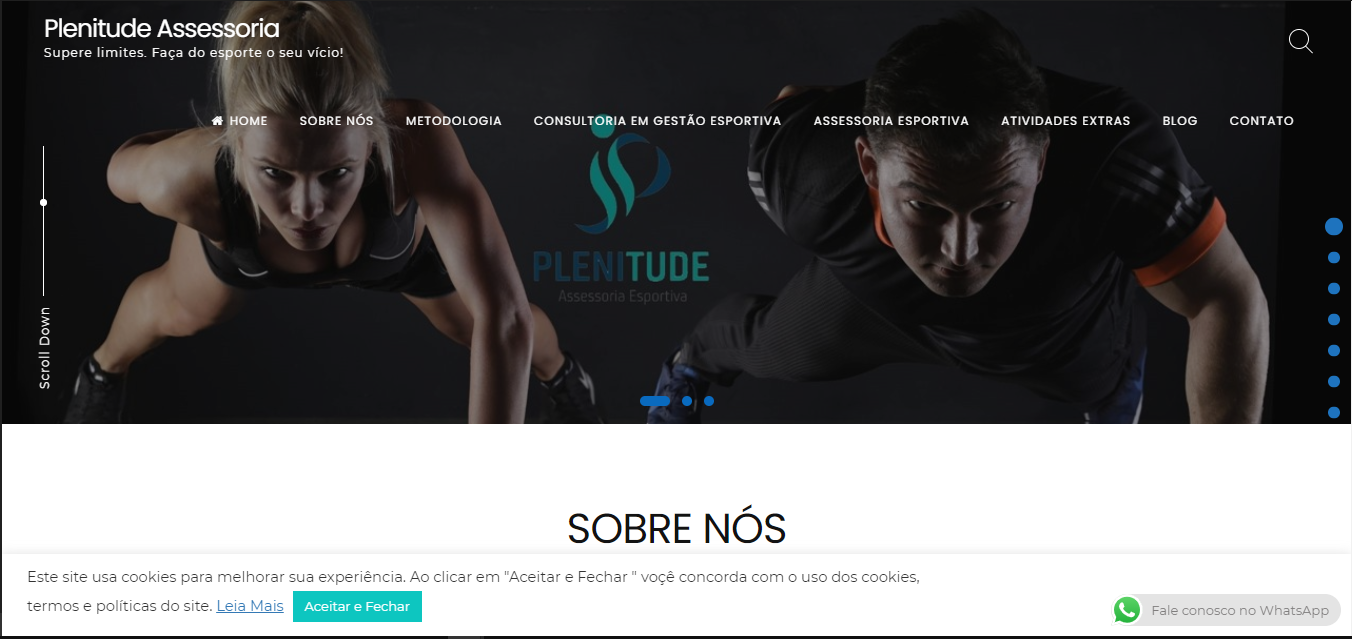 Plenitude Assessoria
Supere limites. Faça do esporte o seu vício!
HOME SOBRE NÓS METODOLOGIA CONSULTORIA EM GESTÃO ESPORTIVA ASSESSORIA ESPORTIVA ATIVIDADES EXTRAS BLOG CONTATO
PLENITUDE
Assessoria Esportiva
Scroll Down
SOBRE NÓS
Este site usa cookies para melhorar sua experiência. Ao clicar em "Aceitar e Fechar " voçê concorda com o uso dos cookies,
termos e políticas do site. Leia Mais Aceitar e Fechar
Fale conosco no WhatsApp